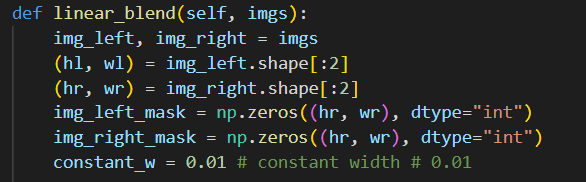 def linear_blend(self, imgs):
    img_left, img_right = imgs
    (hl, wl) = img_left.shape[:2]
    (hr, wr) = img_right.shape[:2]
    img_left_mask = np.zeros((hr, wr), dtype="int")
    img_right_mask = np.zeros((hr, wr), dtype="int")
    constant_w = 0.01 # constant width # 0.01